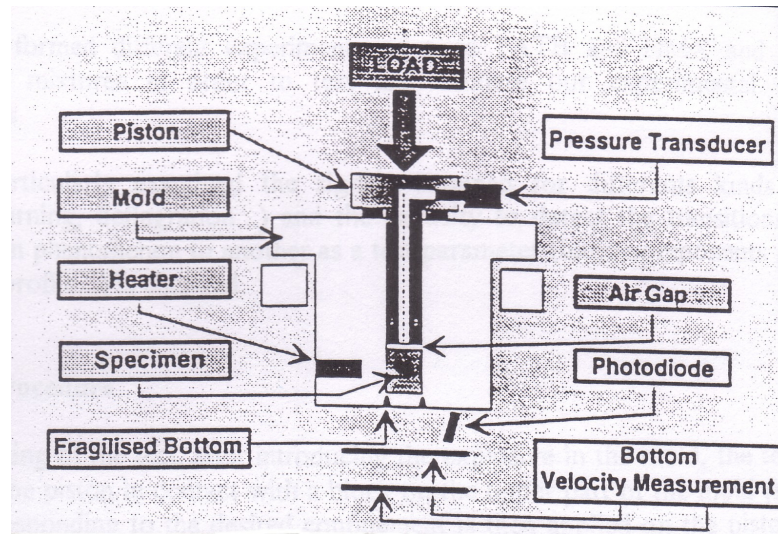 LOAD
Piston
Pressure Transducer
Mold
Heater
Air Gap
Specimen
Photodiode
Fragilised Bottom
Bottom
Velocity Measurement